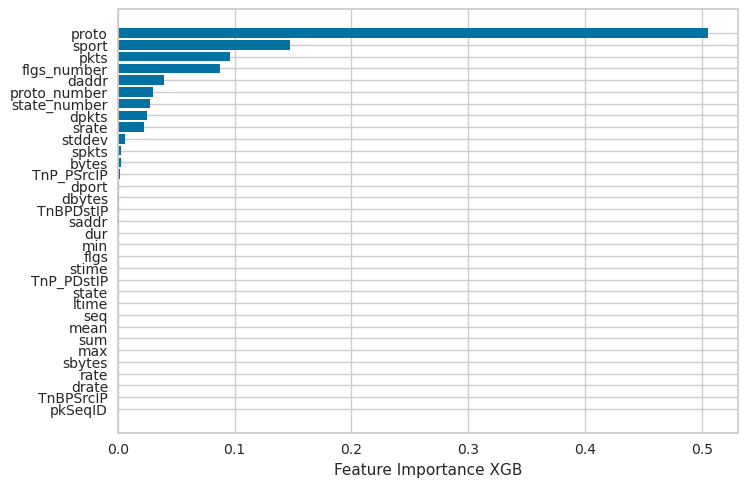 proto
sport
pkts
flgs_number
daddr
proto_number
state_number
dpkts
srate
stddev
spkts
bytes
TnP_PSrcIP
dport
dbytes
TnBPDstIP
saddr
dur
min
flgs
stime
TnP_PDstIP
state
ltime
seq
mean
sum
max
sbytes
rate
drate
TnBPSrcIP
pkSeqID
0.0 0.1 0.2 0.3 0.4 0.5
Feature Importance XGB